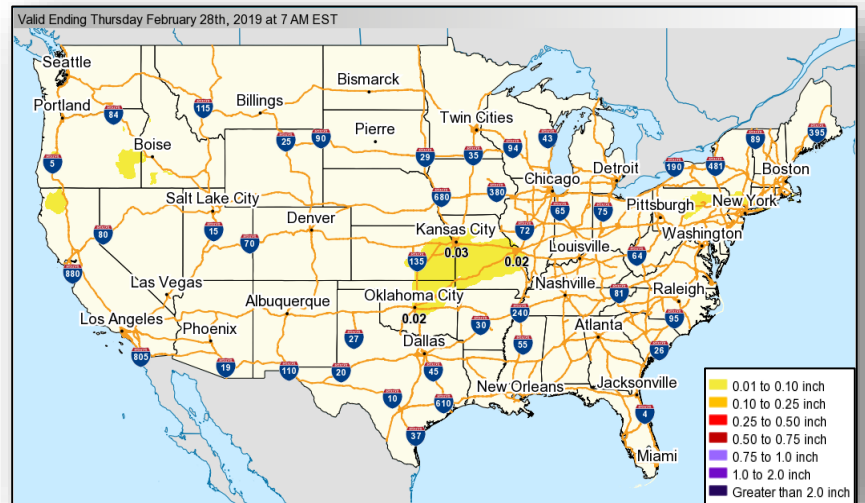 Valid Ending Thursday February 28th, 2019 at 7 AM EST
Seattle
Bismarck
Portland
84
115
Billings
Twin Cities
43
89
395
Boise
25
90
Pierre
29
35
94
190
481
Boston
5
Detroit
Salt Lake City
680
380
Chicago
65
75
Pittsburgh
New York
80
15
70
Denver
Kansas City
72
Washington
0.03
135
0.02
Louisville
64
880
Las Vegas
Albuquerque
Oklahoma City
Nashville
81
Raleigh
Los Angeles
Phoenix
0.02
30
240
95
805
19
110
27
20
Dallas
45
55
Atlanta
26
10
610
New Orleans
Jacksonville
37
4
Miami
0.01 to 0.10 inch
0.10 to 0.25 inch
0.25 to 0.50 inch
0.50 to 0.75 inch
0.75 to 1.0 inch
1.0 to 2.0 inch
Greater than 2.0 inch